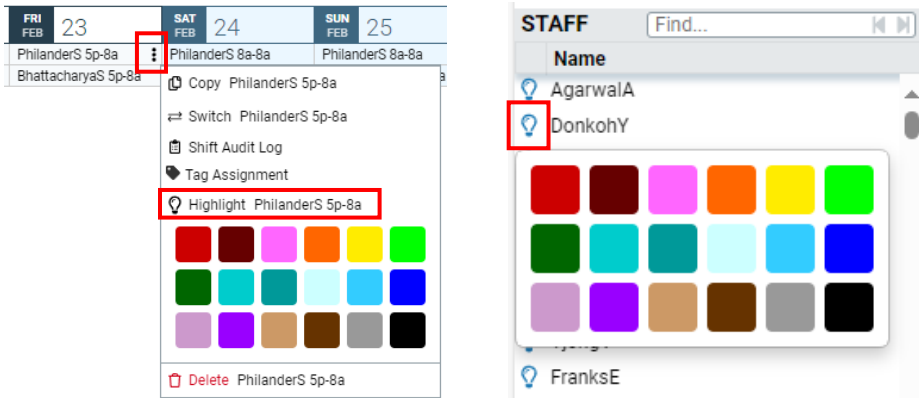 FRI
FEB
23
SAT
FEB
24
SUN
FEB
25
PhilanderS 5p-8a
PhilanderS 8a-8a
PhilanderS 8a-8a
BhattacharyaS 5p-8a
Copy PhilanderS 5p-8a
Switch PhilanderS 5p-8a
Shift Audit Log
Tag Assignment
Highlight PhilanderS 5p-8a
Delete PhilanderS 5p-8a
STAFF
Find...
Name
AgarwalA
DonkohY
FranksE